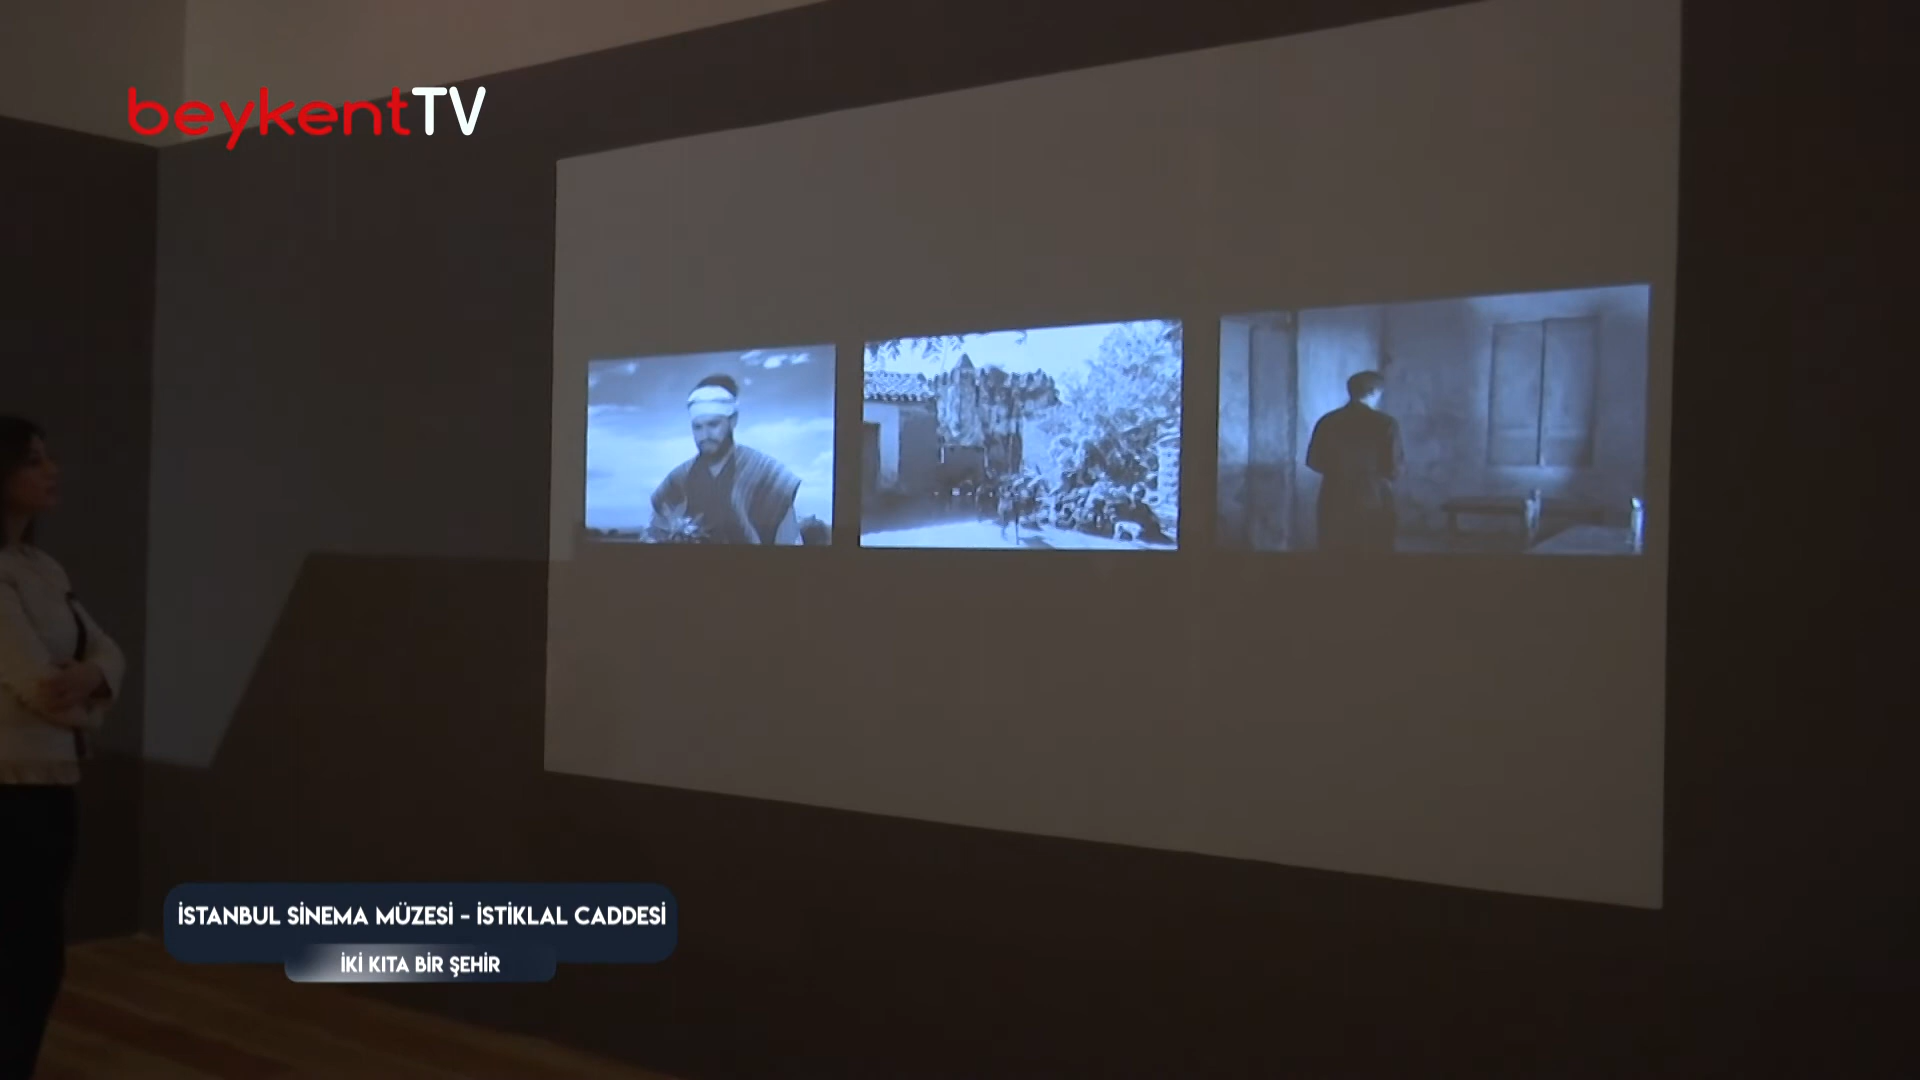 beykentTV
İSTANBUL SİNEMA MÜZESİ - İSTİKLAL CADDESİ
İKİ KITA BİR ŞEHİR